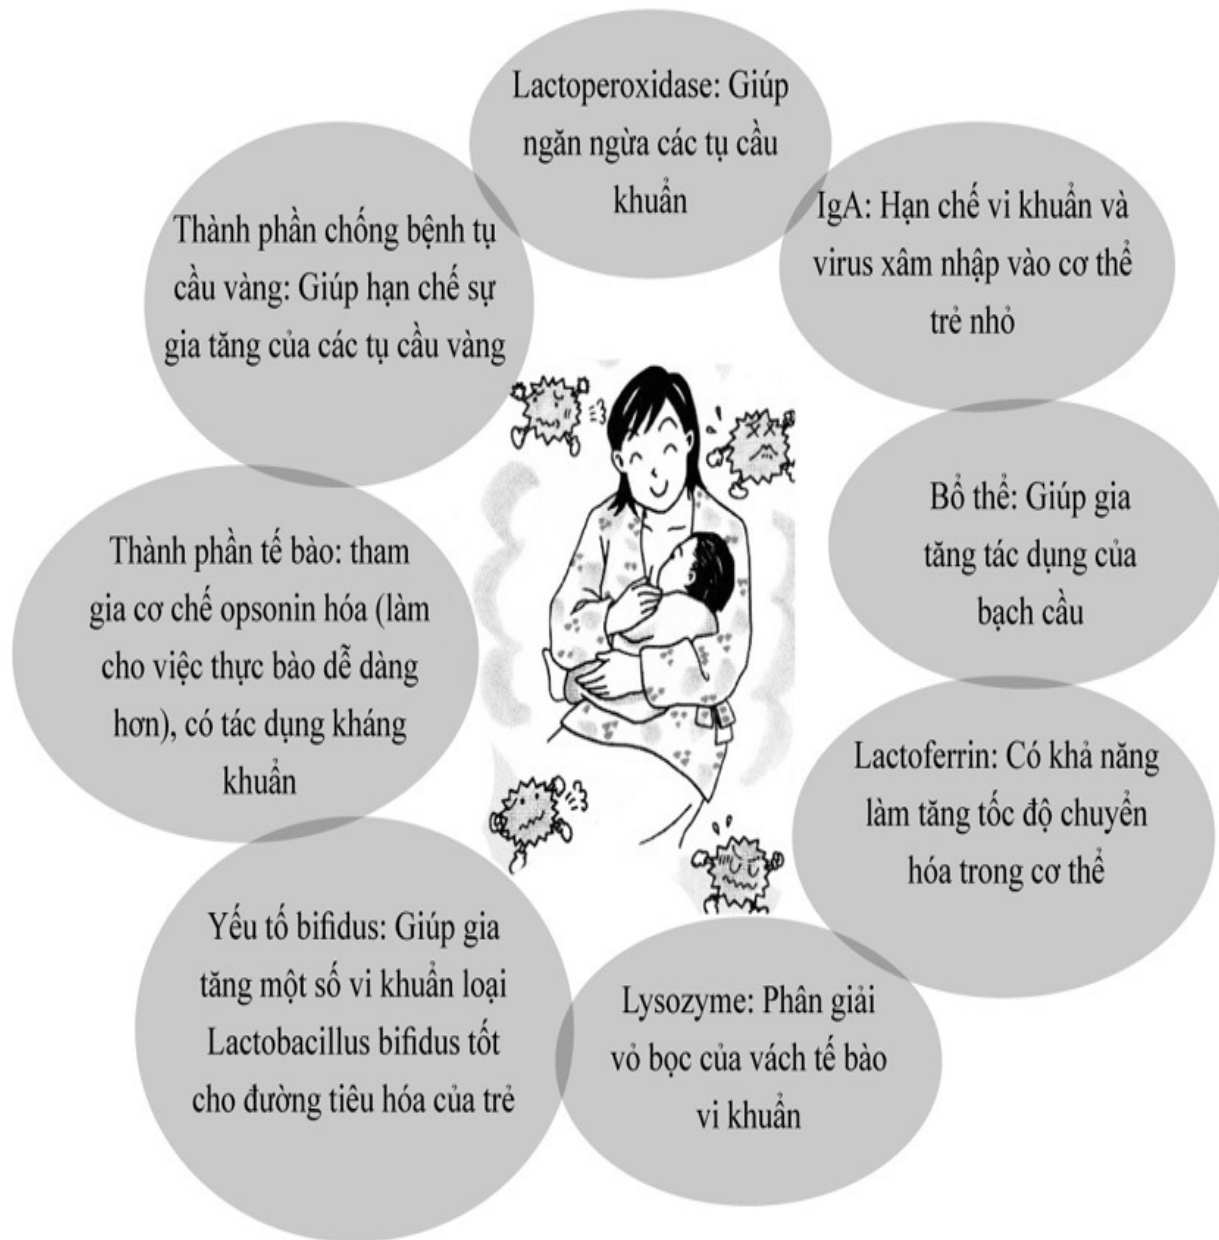 Lactoperoxidase: Giúp
ngăn ngừa các tụ cầu
khuẩn
IgA: Hạn chế vi khuẩn và
virus xâm nhập vào cơ thể
trẻ nhỏ
Bổ thể: Giúp gia
tăng tác dụng của
bạch cầu
Lactoferrin: Có khả năng
làm tăng tốc độ chuyển
hóa trong cơ thể
Lysozyme: Phân giải
vỏ bọc của vách tế bào
vi khuẩn
Yếu tố bifidus: Giúp gia
tăng một số vi khuẩn loại
Lactobacillus bifidus tốt
cho đường tiêu hóa của trẻ
Thành phần tế bào: tham
gia cơ chế opsonin hóa (làm
cho việc thực bào dễ dàng
hơn), có tác dụng kháng
khuẩn
Thành phần chống bệnh tụ
cầu vàng: Giúp hạn chế sự
gia tăng của các tụ cầu vàng